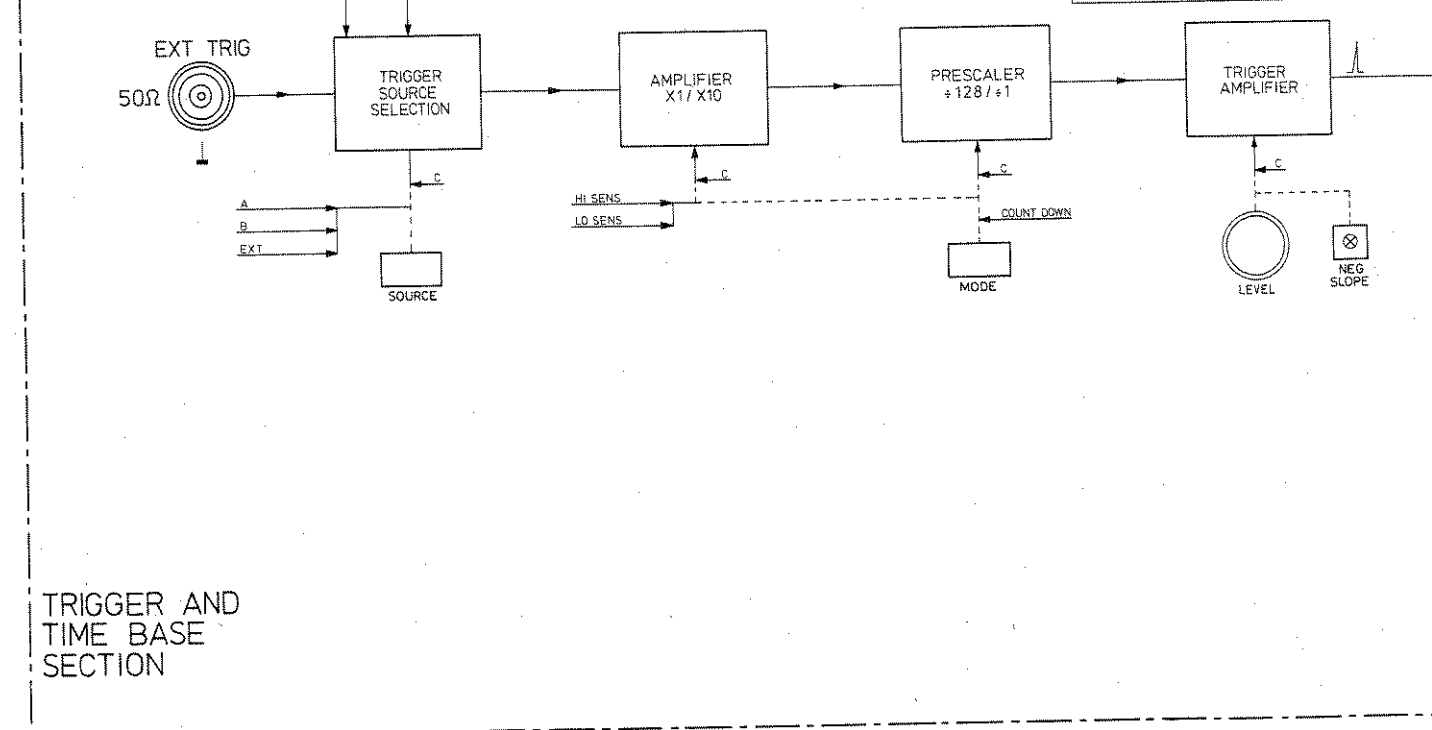 EXT TRIG
50Ω
TRIGGER
SOURCE
SELECTION
AMPLIFIER
X1/X10
PRESCALER
÷128/÷1
TRIGGER
AMPLIFIER
C
C
C
C
A
B
EXT
HI SENS
LO SENS
COUNT DOWN
SOURCE
MODE
LEVEL
NEG
SLOPE
TRIGGER AND
TIME BASE
SECTION